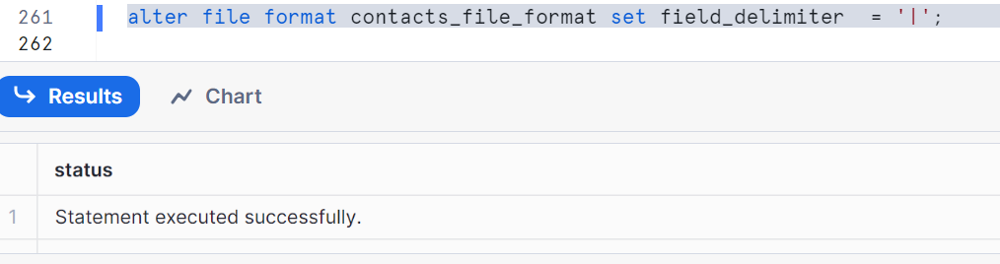 261 alter file format contacts_file_format set field_delimiter  = '|';
262
Results Chart
status
1 Statement executed successfully.